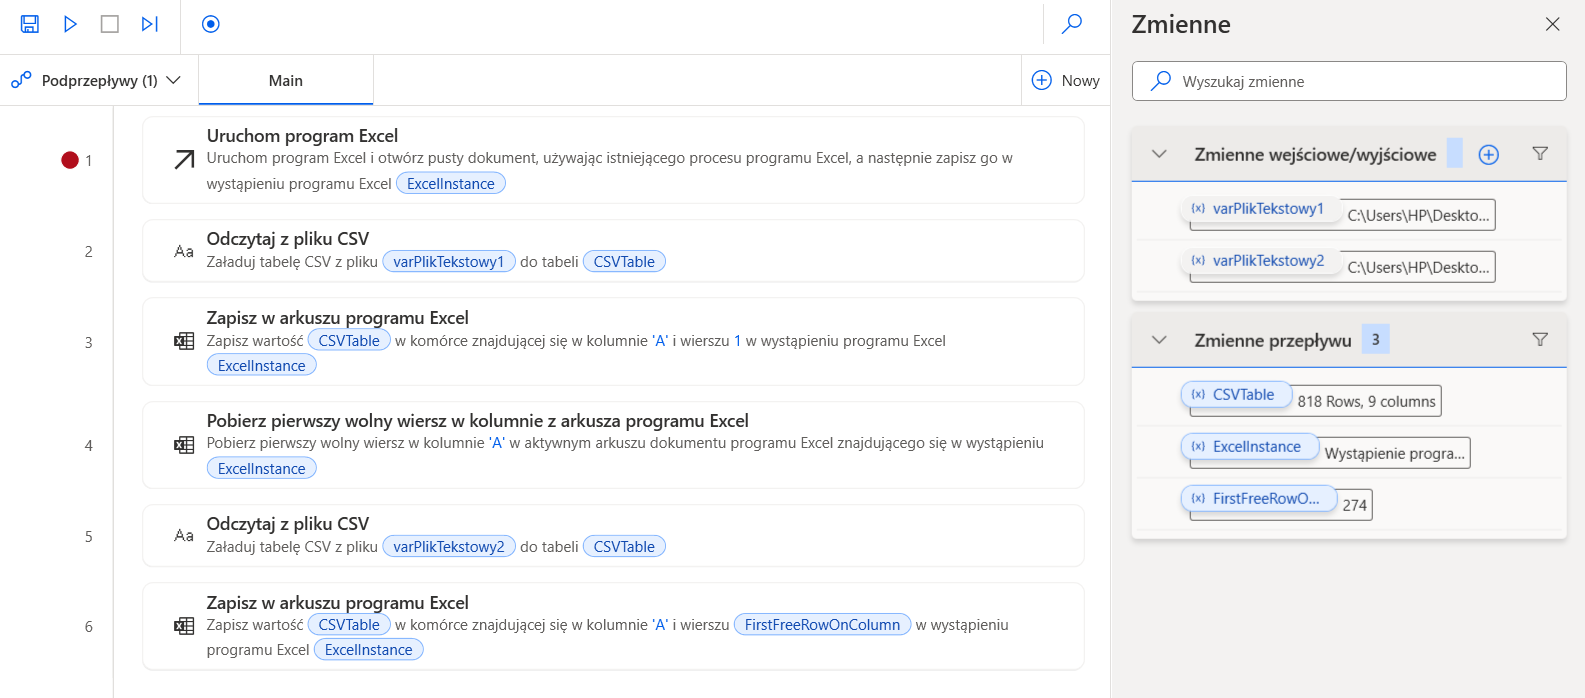 Podprzepływy (1)
Main
Nowy
1
Uruchom program Excel
Uruchom program Excel i otwórz pusty dokument, używając istniejącego procesu programu Excel, a następnie zapisz go w
wystąpieniu programu Excel ExcelInstance
2
Aa
Odczytaj z pliku CSV
Załaduj tabelę CSV z pliku varPlikTekstowy1 do tabeli CSVTable
3
Zapisz w arkuszu programu Excel
Zapisz wartość CSVTable w komórce znajdującej się w kolumnie 'A' i wierszu 1 w wystąpieniu programu Excel
ExcelInstance
4
Pobierz pierwszy wolny wiersz w kolumnie z arkusza programu Excel
Pobierz pierwszy wolny wiersz w kolumnie 'A' w aktywnym arkuszu dokumentu programu Excel znajdującego się w wystąpieniu
ExcelInstance
5
Aa
Odczytaj z pliku CSV
Załaduj tabelę CSV z pliku varPlikTekstowy2 do tabeli CSVTable
6
Zapisz w arkuszu programu Excel
Zapisz wartość CSVTable w komórce znajdującej się w kolumnie 'A' i wierszu FirstFreeRowOnColumn w wystąpieniu
programu Excel ExcelInstance
Zmienne
Wyszukaj zmienne
Zmienne wejściowe/wyjściowe
(x) varPlikTekstowy1 C:\Users\HP\Deskto...
(x) varPlikTekstowy2 C:\Users\HP\Deskto...
Zmienne przepływu 3
(x) CSVTable 818 Rows, 9 columns
(x) ExcelInstance Wystąpienie progra...
(x) FirstFreeRowO... 274